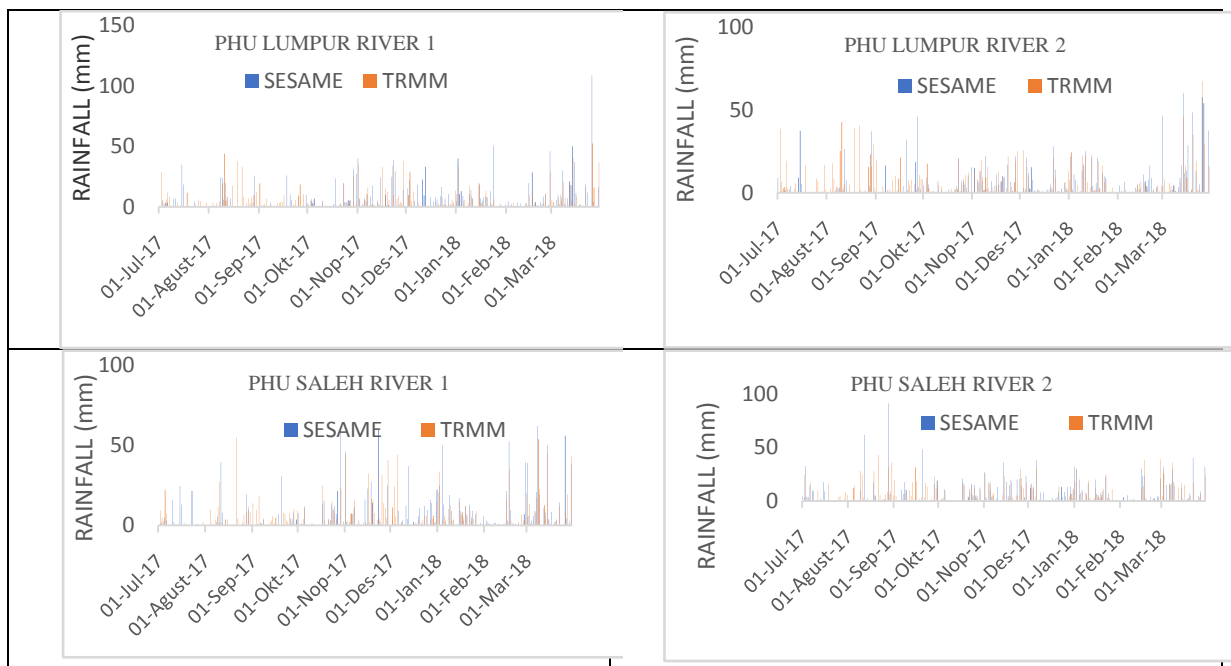 PHU LUMPUR RIVER 1
SESAME TRMM
RAINFALL (mm)
150
100
50
0
01-Jul-17
01-Agust-17
01-Sep-17
01-Okt-17
01-Nop-17
01-Des-17
01-Jan-18
01-Feb-18
01-Mar-18
PHU LUMPUR RIVER 2
SESAME TRMM
RAINFALL (mm)
100
50
0
01-Jul-17
01-Agust-17
01-Sep-17
01-Okt-17
01-Nop-17
01-Des-17
01-Jan-18
01-Feb-18
01-Mar-18
PHU SALEH RIVER 1
SESAME TRMM
RAINFALL (mm)
100
50
0
01-Jul-17
01-Agust-17
01-Sep-17
01-Okt-17
01-Nop-17
01-Des-17
01-Jan-18
01-Feb-18
01-Mar-18
PHU SALEH RIVER 2
SESAME TRMM
RAINFALL (mm)
100
50
0
01-Jul-17
01-Agust-17
01-Sep-17
01-Okt-17
01-Nop-17
01-Des-17
01-Jan-18
01-Feb-18
01-Mar-18